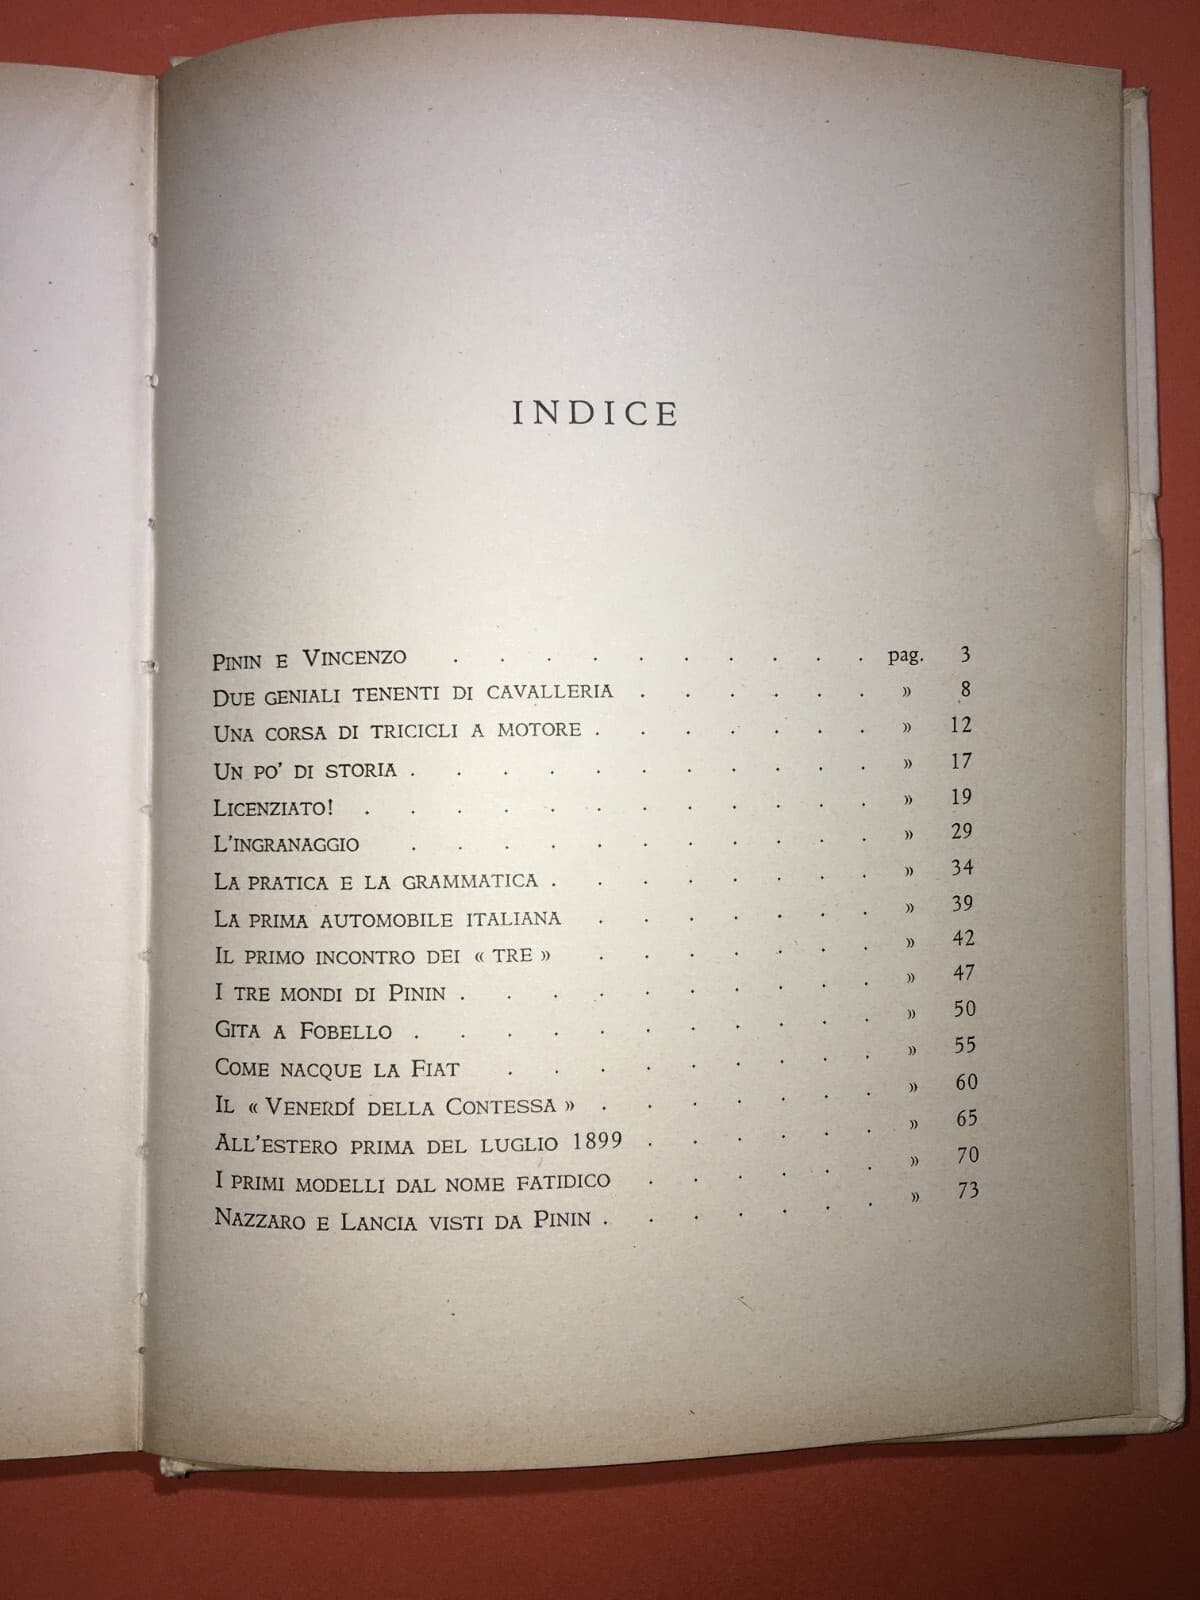 INDICE
PININ E VINCENZO . . . . . . . . . . pag. 3
DUE GENIALI TENENTI DI CAVALLERIA . . . . . . » 8
UNA CORSA DI TRICICLI A MOTORE . . . . . . . » 12
UN PO' DI STORIA . . . . . . . . . . . » 17
LICENZIATO! . . . . . . . . . . . . » 19
L'INGRANAGGIO . . . . . . . . . . . » 29
LA PRATICA E LA GRAMMATICA . . . . . . . . » 34
LA PRIMA AUTOMOBILE ITALIANA . . . . . . . » 39
IL PRIMO INCONTRO DEI « TRE » . . . . . . . » 42
I TRE MONDI DI PININ . . . . . . . . . . » 47
GITA A FOBELLO . . . . . . . . . . . » 50
COME NACQUE LA FIAT . . . . . . . . . » 55
IL « VENERDÍ DELLA CONTESSA » . . . . . . . » 60
ALL'ESTERO PRIMA DEL LUGLIO 1899 . . . . . . » 65
I PRIMI MODELLI DAL NOME FATIDICO . . . . . . » 70
NAZZARO E LANCIA VISTI DA PININ . . . . . . . » 73